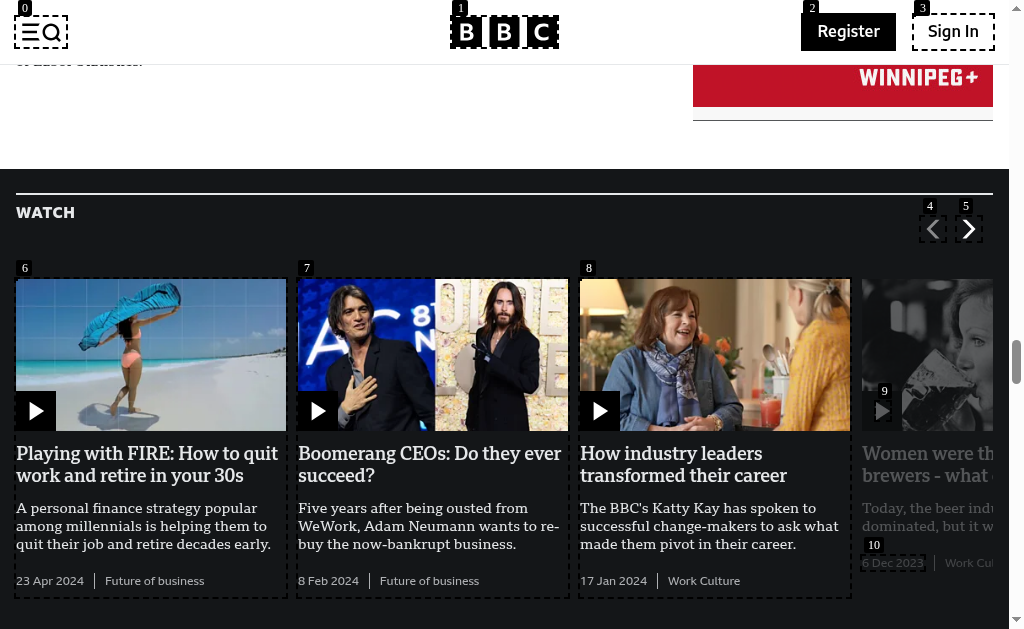 0
1
2
3
BBC
Register
Sign In
WINNIPEG+
WATCH
4
5
6
7
8
9
Playing with FIRE: How to quit
work and retire in your 30s
A personal finance strategy popular
among millennials is helping them to
quit their job and retire decades early.
23 Apr 2024
Future of business
Boomerang CEOs: Do they ever
succeed?
Five years after being ousted from
WeWork, Adam Neumann wants to re-
buy the now-bankrupt business.
8 Feb 2024
Future of business
How industry leaders
transformed their career
The BBC's Katty Kay has spoken to
successful change-makers to ask what
made them pivot in their career.
17 Jan 2024
Work Culture
Women were th
brewers - what
Today, the beer indu
dominated, but it w
10
6 Dec 2023
Work Cul